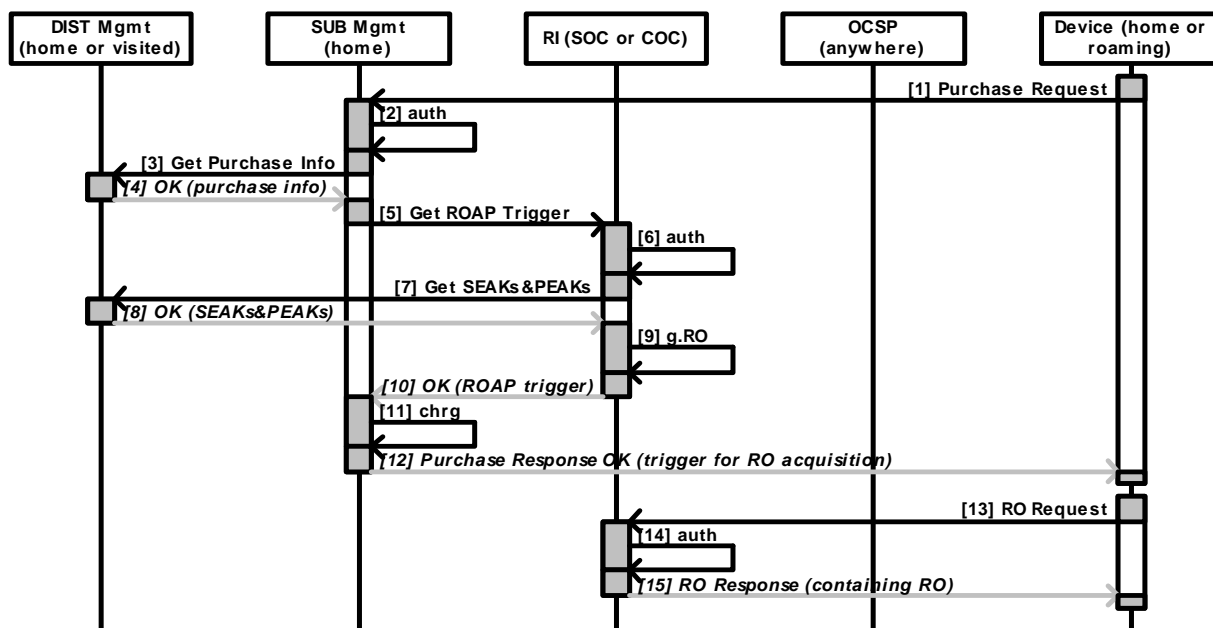 DIST Mgmt
(home or visited)
SUB Mgmt
(home)
RI (SOC or COC)
OCSP
(anywhere)
Device (home or
roaming)
[1] Purchase Request
[2] auth
[3] Get Purchase Info
[4] OK (purchase info)
[5] Get ROAP Trigger
[6] auth
[7] Get SEAKs&PEAKs
[8] OK (SEAKs&PEAKs)
[9] g.RO
[10] OK (ROAP trigger)
[11] chrg
[12] Purchase Response OK (trigger for RO acquisition)
[13] RO Request
[14] auth
[15] RO Response (containing RO)